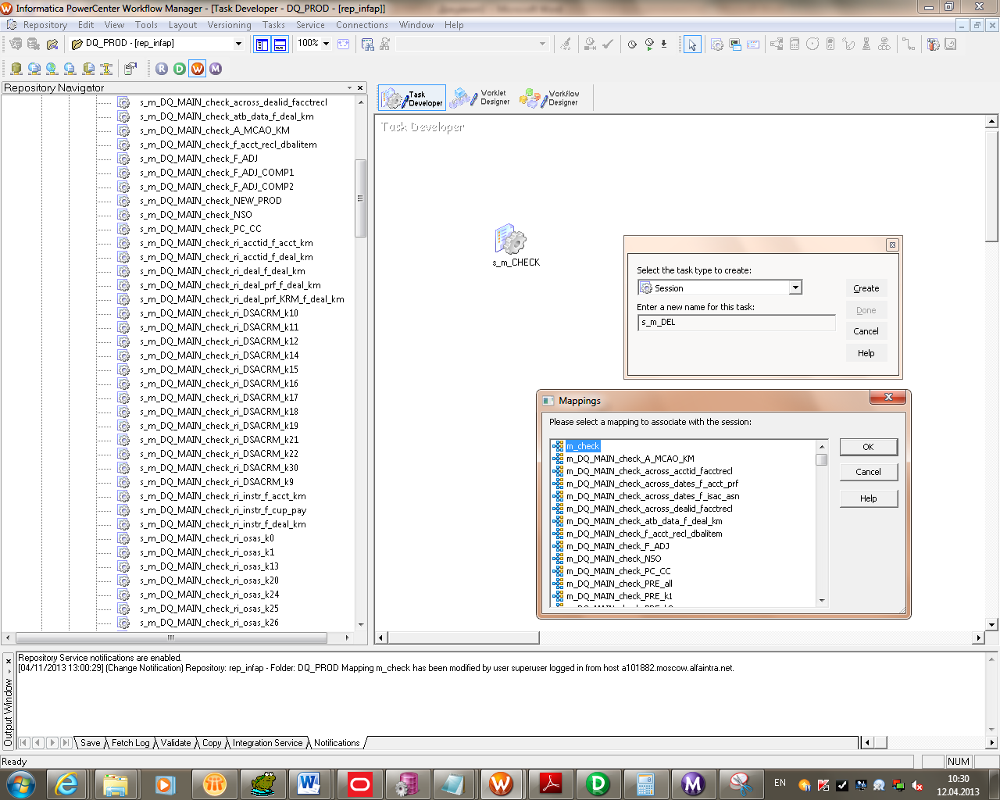 Informatica PowerCenter Workflow Manager - [Task Developer - DQ_PROD - [rep_infap]]
Repository Edit View Tools Layout Versioning Tasks Service Connections Window Help
DQ_PROD - [rep_infap] 100%
R D W M
Repository Navigator
s_m_DQ_MAIN_check_across_dealid_facctrecl
s_m_DQ_MAIN_check_atb_data_f_deal_km
s_m_DQ_MAIN_check_A_MCAO_KM
s_m_DQ_MAIN_check_f_acct_recl_dbalitem
s_m_DQ_MAIN_check_F_ADJ
s_m_DQ_MAIN_check_F_ADJ_COMP1
s_m_DQ_MAIN_check_F_ADJ_COMP2
s_m_DQ_MAIN_check_NEW_PROD
s_m_DQ_MAIN_check_NSO
s_m_DQ_MAIN_check_PC_CC
s_m_DQ_MAIN_check_ri_acctid_f_acct_km
s_m_DQ_MAIN_check_ri_acctid_f_deal_km
s_m_DQ_MAIN_check_ri_deal_f_deal_km
s_m_DQ_MAIN_check_ri_deal_prf_f_deal_km
s_m_DQ_MAIN_check_ri_deal_prf_KRM_f_deal_km
s_m_DQ_MAIN_check_ri_DSACRM_k10
s_m_DQ_MAIN_check_ri_DSACRM_k11
s_m_DQ_MAIN_check_ri_DSACRM_k12
s_m_DQ_MAIN_check_ri_DSACRM_k14
s_m_DQ_MAIN_check_ri_DSACRM_k15
s_m_DQ_MAIN_check_ri_DSACRM_k16
s_m_DQ_MAIN_check_ri_DSACRM_k17
s_m_DQ_MAIN_check_ri_DSACRM_k18
s_m_DQ_MAIN_check_ri_DSACRM_k19
s_m_DQ_MAIN_check_ri_DSACRM_k21
s_m_DQ_MAIN_check_ri_DSACRM_k22
s_m_DQ_MAIN_check_ri_DSACRM_k30
s_m_DQ_MAIN_check_ri_DSACRM_k9
s_m_DQ_MAIN_check_ri_instr_f_acct_km
s_m_DQ_MAIN_check_ri_instr_f_cup_pay
s_m_DQ_MAIN_check_ri_instr_f_deal_km
s_m_DQ_MAIN_check_ri_osas_k0
s_m_DQ_MAIN_check_ri_osas_k1
s_m_DQ_MAIN_check_ri_osas_k13
s_m_DQ_MAIN_check_ri_osas_k20
s_m_DQ_MAIN_check_ri_osas_k24
s_m_DQ_MAIN_check_ri_osas_k25
s_m_DQ_MAIN_check_ri_osas_k26
Task Developer
Worklet Designer
Workflow Designer
Task Developer
s_m_CHECK
Select the task type to create:
Session
Enter a new name for this task:
s_m_DEL
Create
Done
Cancel
Help
Mappings
Please select a mapping to associate with the session:
m_check
m_DQ_MAIN_check_A_MCAO_KM
m_DQ_MAIN_check_across_acctid_facctrecl
m_DQ_MAIN_check_across_dates_f_acct_prf
m_DQ_MAIN_check_across_dates_f_isac_asn
m_DQ_MAIN_check_across_dealid_facctrecl
m_DQ_MAIN_check_atb_data_f_deal_km
m_DQ_MAIN_check_f_acct_recl_dbalitem
m_DQ_MAIN_check_F_ADJ
m_DQ_MAIN_check_NSO
m_DQ_MAIN_check_PC_CC
m_DQ_MAIN_check_PRE_all
m_DQ_MAIN_check_PRE_k1
OK
Cancel
Help
Output Window
Repository Service notifications are enabled.
[04/11/2013 13:00:29] (Change Notification) Repository: rep_infap - Folder: DQ_PROD Mapping m_check has been modified by user superuser logged in from host a101882.moscow.alfaintra.net.
Save Fetch Log Validate Copy Integration Service Notifications
Ready NUM
EN 10:30
12.04.2013